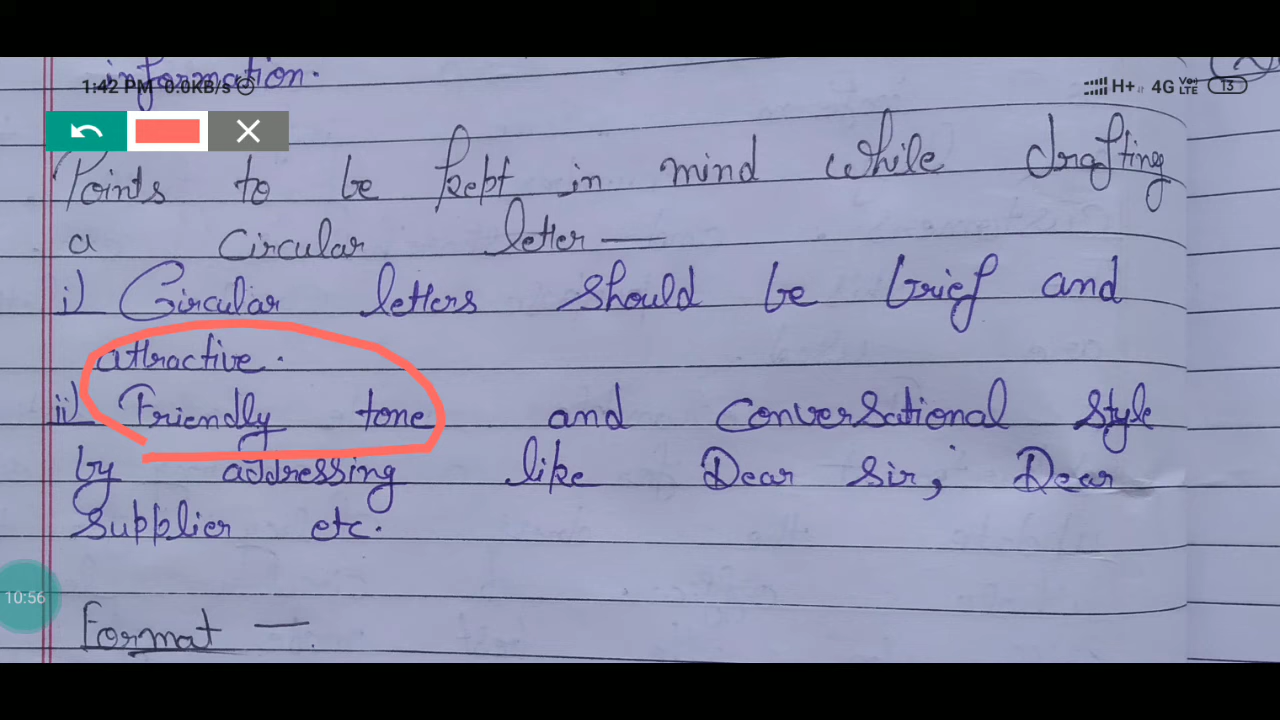 information.
1:42 PM 0.0KB/s
H+ 4G VoLTE 13
Points to be kept in mind while drafting
a circular letter —
i) Circular letters should be brief and
attractive.
ii) Friendly tone and conversational style
by addressing like Dear sir, Dear
supplier etc.
10:56
Format —